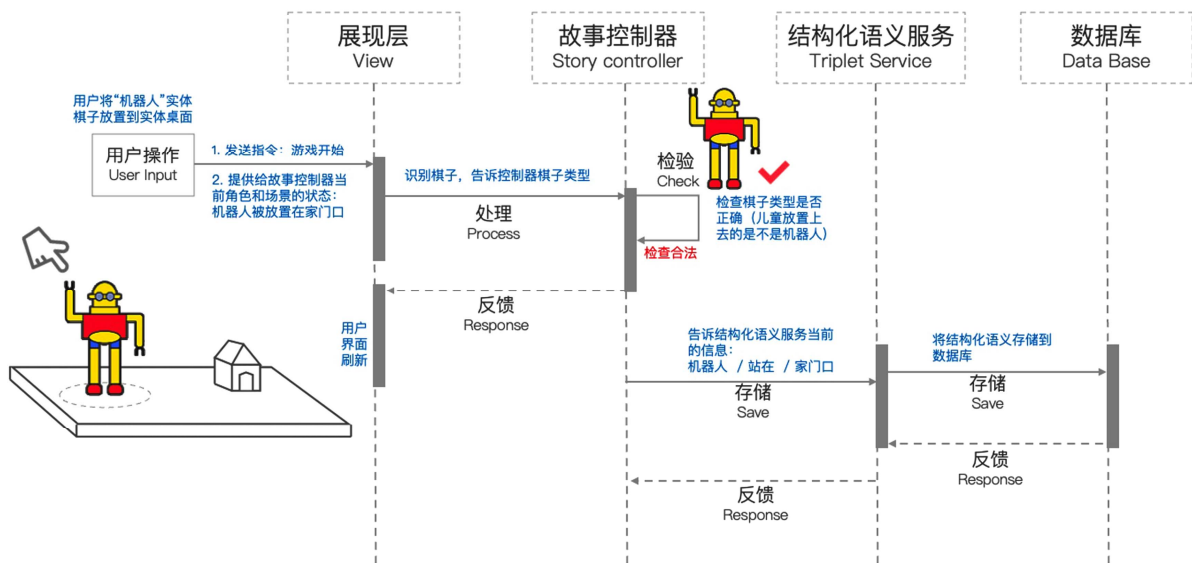 展现层
View
故事控制器
Story controller
结构化语义服务
Triplet Service
数据库
Data Base
用户将“机器人”实体
棋子放置到实体桌面
用户操作
User Input
1. 发送指令：游戏开始
2. 提供给故事控制器当
前角色和场景的状态：
机器人被放置在家门口
识别棋子，告诉控制器棋子类型
处理
Process
检验
Check
检查棋子类型是否
正确（儿童放置上
去的是不是机器人）
检查合法
反馈
Response
用户
界面
刷新
告诉结构化语义服务当前
的信息：
机器人 / 站在 / 家门口
存储
Save
将结构化语义存储到
数据库
存储
Save
反馈
Response
反馈
Response